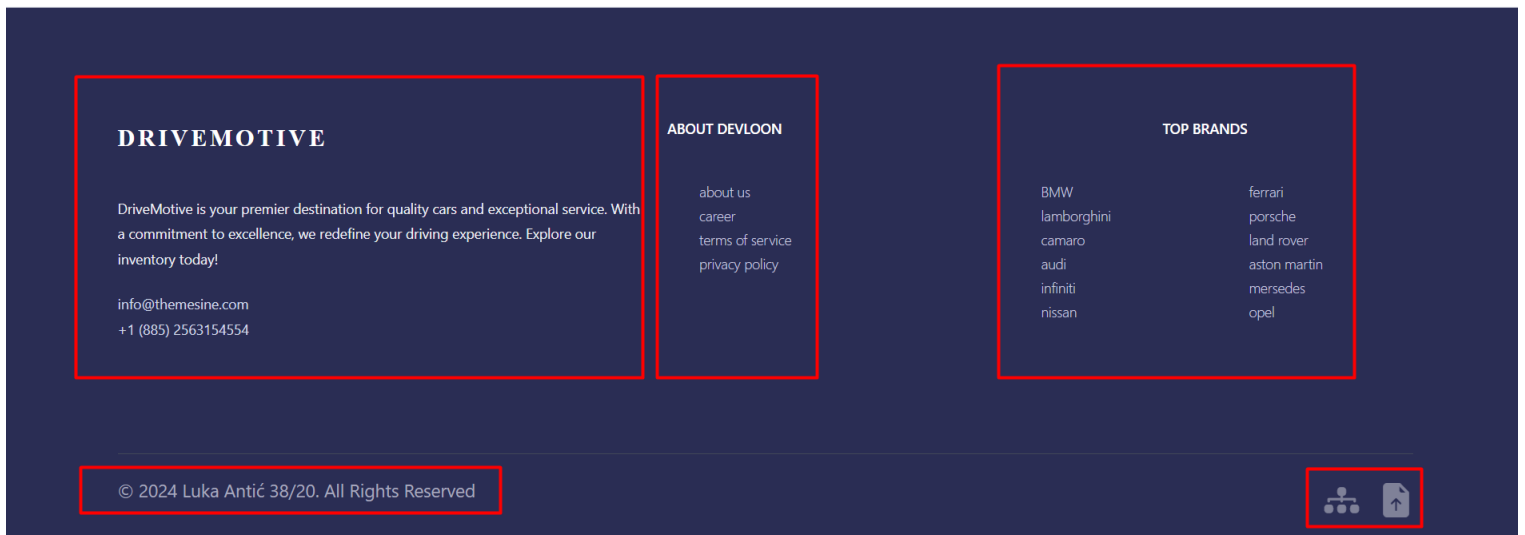 DRIVEMOTIVE
DriveMotive is your premier destination for quality cars and exceptional service. With
a commitment to excellence, we redefine your driving experience. Explore our
inventory today!
info@themesine.com
+1 (885) 2563154554
ABOUT DEVLOON
about us
career
terms of service
privacy policy
TOP BRANDS
BMW
lamborghini
camaro
audi
infiniti
nissan
ferrari
porsche
land rover
aston martin
mersedes
opel
© 2024 Luka Antić 38/20. All Rights Reserved